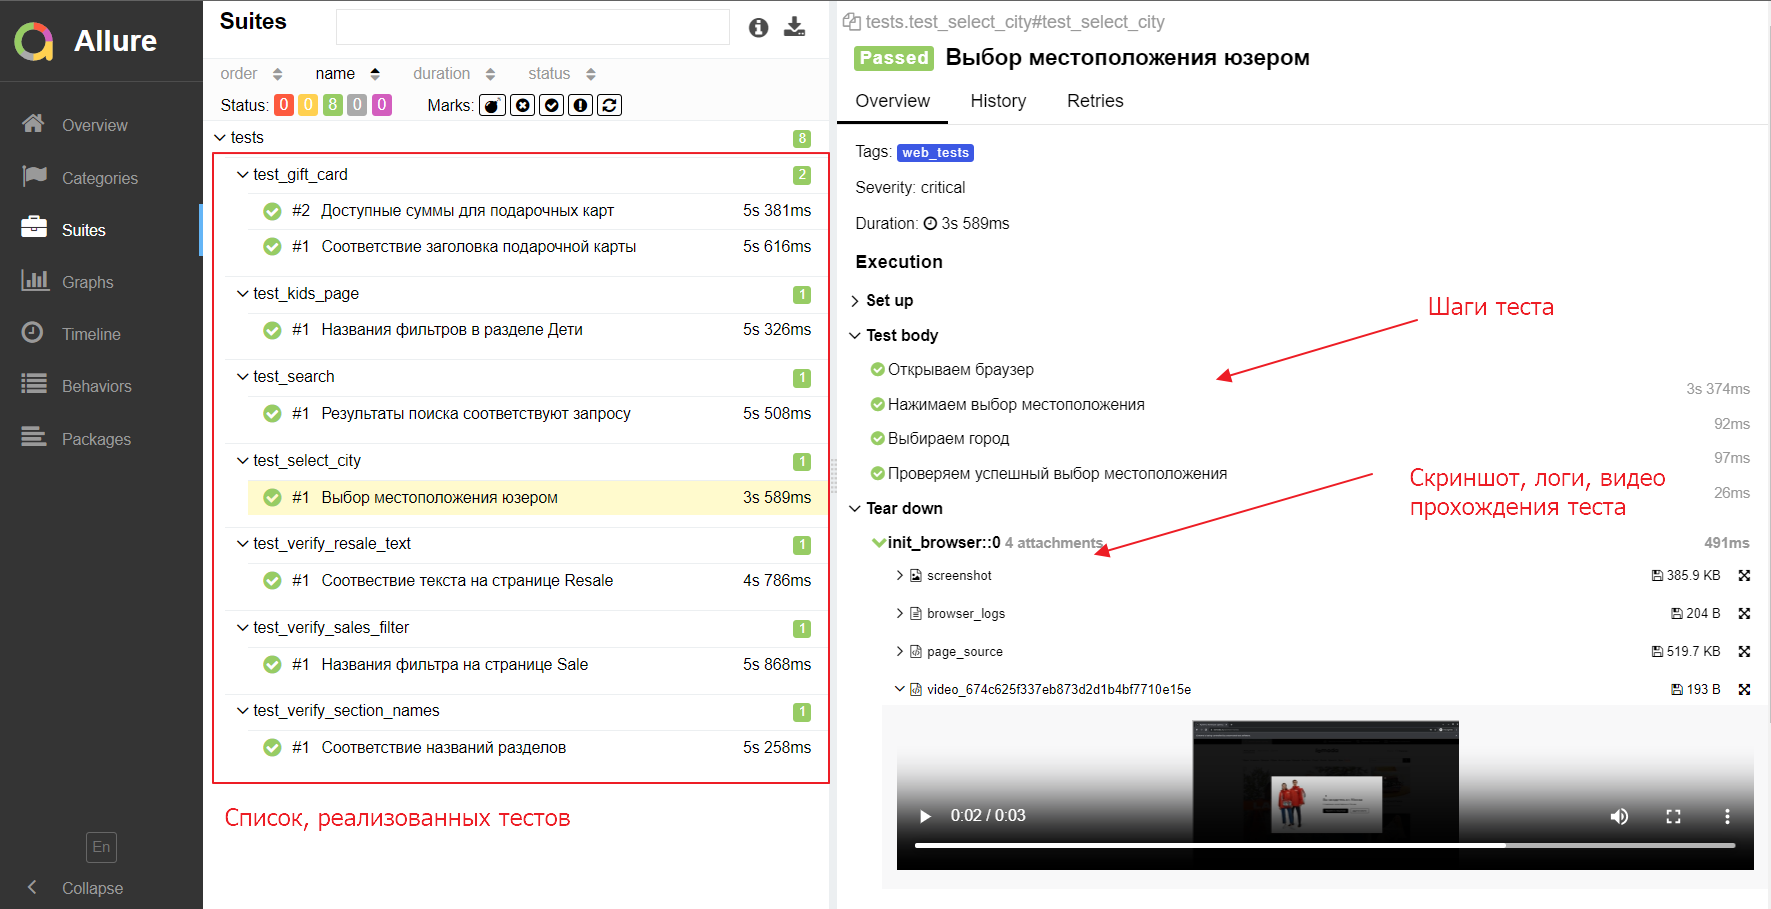 Allure
Overview
Categories
Suites
Graphs
Timeline
Behaviors
Packages
En
Collapse
Suites
order name duration status
Status: 0 0 8 0 0 Marks:
tests 8
test_gift_card 2
#2 Доступные суммы для подарочных карт 5s 381ms
#1 Соответствие заголовка подарочной карты 5s 616ms
test_kids_page 1
#1 Названия фильтров в разделе Дети 5s 326ms
test_search 1
#1 Результаты поиска соответствуют запросу 5s 508ms
test_select_city 1
#1 Выбор местоположения юзером 3s 589ms
test_verify_resale_text 1
#1 Соотвествие текста на странице Resale 4s 786ms
test_verify_sales_filter 1
#1 Названия фильтра на странице Sale 5s 868ms
test_verify_section_names 1
#1 Соответствие названий разделов 5s 258ms
Список, реализованных тестов
tests.test_select_city#test_select_city
Passed Выбор местоположения юзером
Overview History Retries
Tags: web_tests
Severity: critical
Duration: 3s 589ms
Execution
Set up
Шаги теста
Test body
Открываем браузер
3s 374ms
Нажимаем выбор местоположения
92ms
Выбираем город
97ms
Проверяем успешный выбор местоположения
26ms
Скриншот, логи, видео
прохождения теста
Tear down
init_browser::0 4 attachments 491ms
screenshot 385.9 KB
browser_logs 204 B
page_source 519.7 KB
video_674c625f337eb873d2d1b4bf7710e15e 193 B
0:02 / 0:03